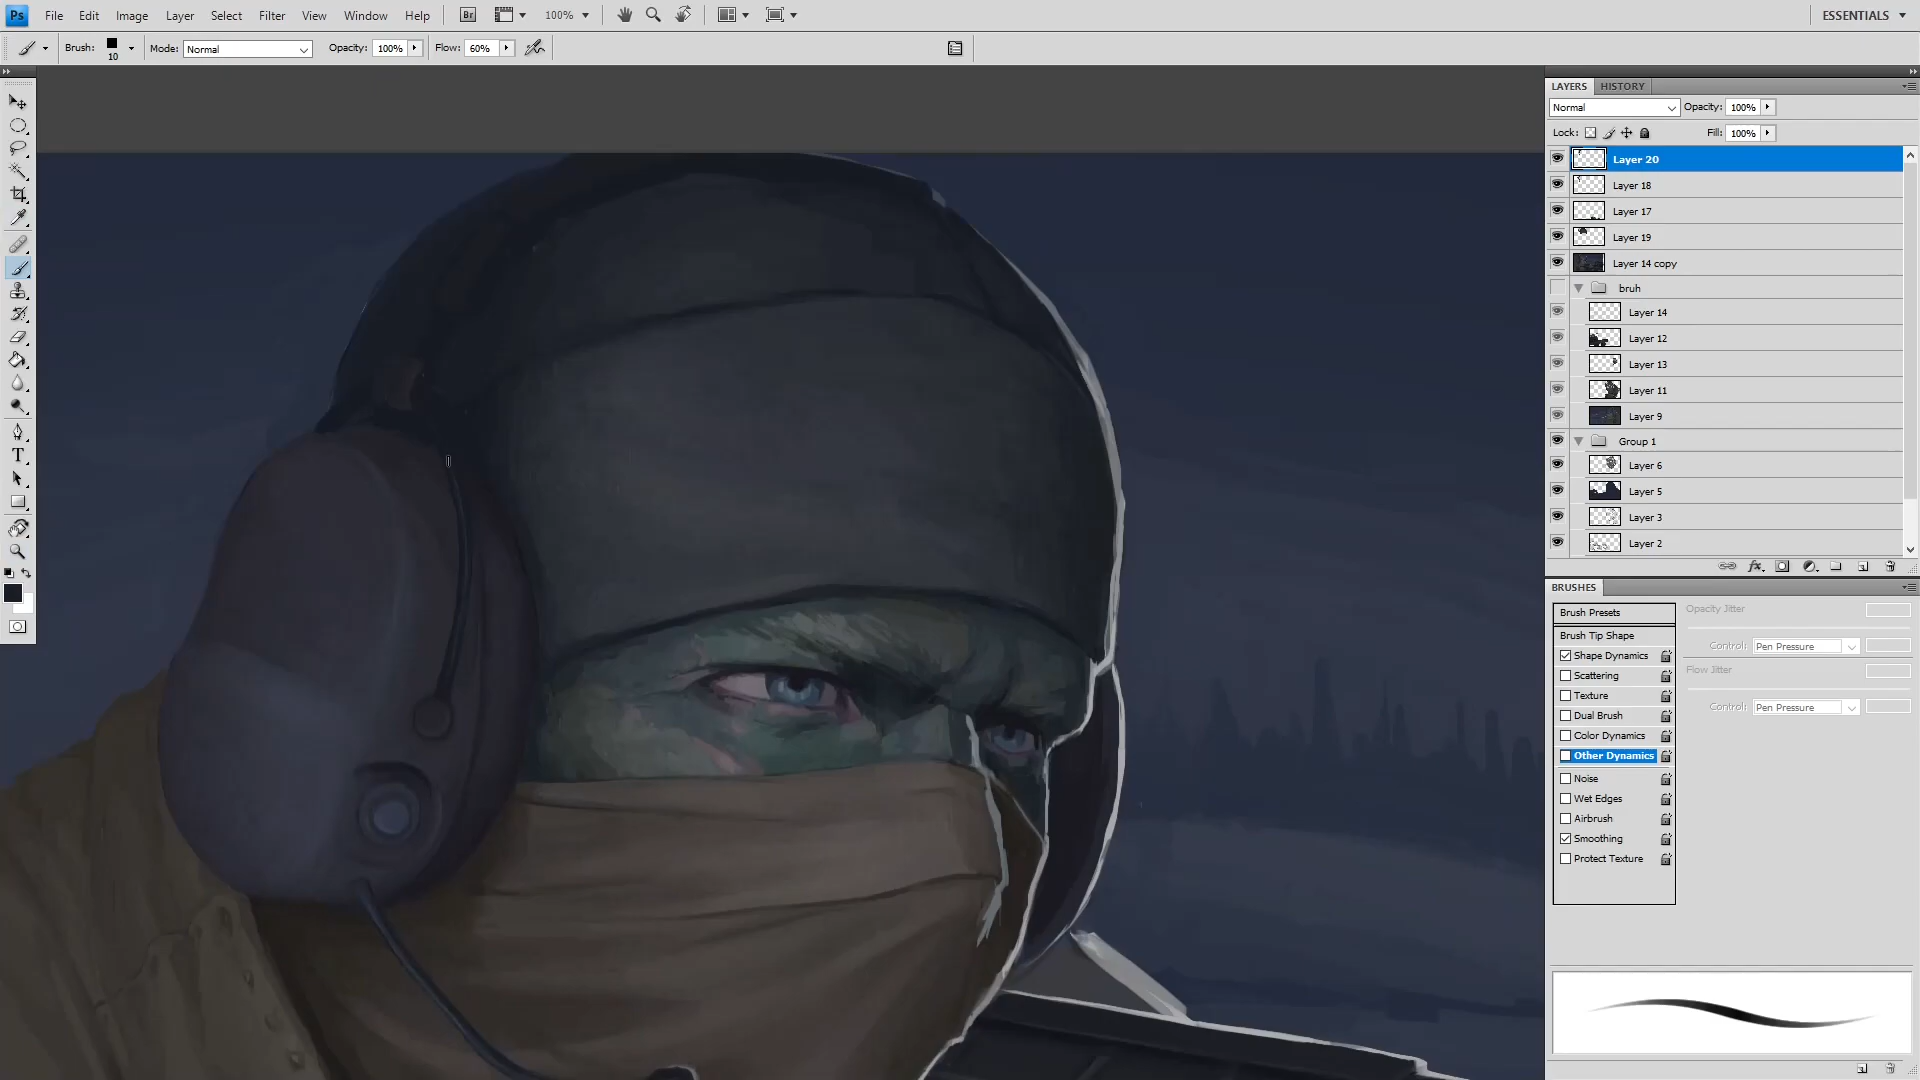 Ps File Edit Image Layer Select Filter View Window Help Br 100% ESSENTIALS
Brush: 10 Mode: Normal Opacity: 100% Flow: 60%
LAYERS HISTORY
Normal Opacity: 100%
Lock: Fill: 100%
Layer 20
Layer 18
Layer 17
Layer 19
Layer 14 copy
bruh
Layer 14
Layer 12
Layer 13
Layer 11
Layer 9
Group 1
Layer 6
Layer 5
Layer 3
Layer 2
fx
BRUSHES
Brush Presets
Opacity Jitter
Brush Tip Shape
Control: Pen Pressure
Shape Dynamics
Flow Jitter
Scattering
Texture
Control: Pen Pressure
Dual Brush
Color Dynamics
Other Dynamics
Noise
Wet Edges
Airbrush
Smoothing
Protect Texture
T